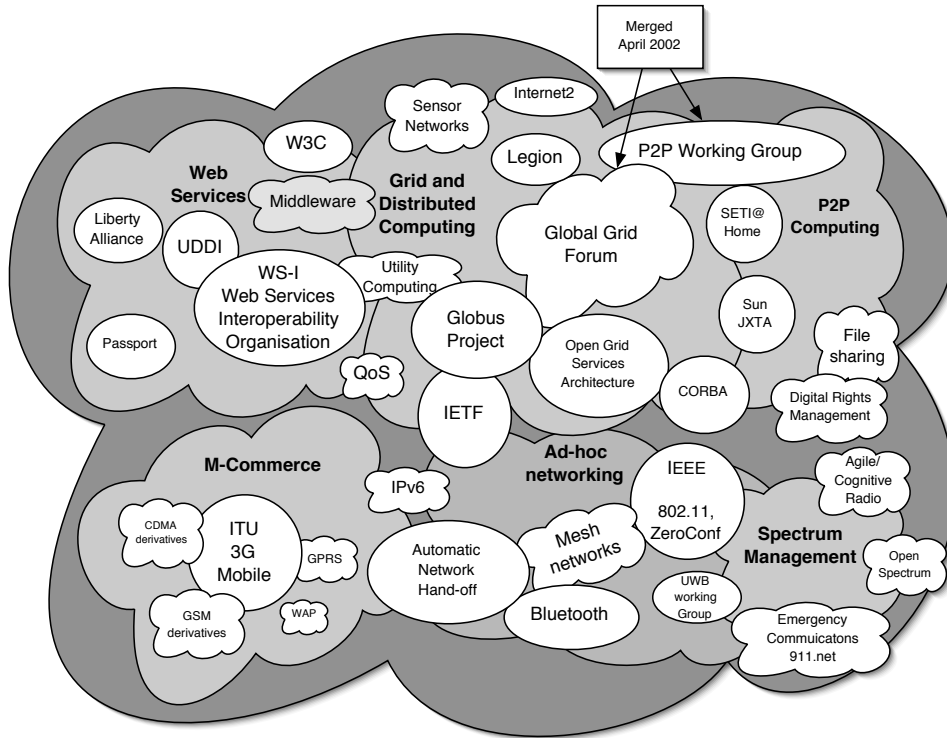 Merged
April 2002
Sensor
Networks
Internet2
W3C
Legion
P2P Working Group
Web
Services
Middleware
Grid and
Distributed
Computing
Liberty
Alliance
UDDI
Global Grid
Forum
SETI@
Home
P2P
Computing
WS-I
Web Services
Interoperability
Organisation
Utility
Computing
Globus
Project
Sun
JXTA
Passport
QoS
Open Grid
Services
Architecture
File
sharing
CORBA
Digital Rights
Management
IETF
M-Commerce
Ad-hoc
networking
IPv6
IEEE
802.11,
ZeroConf
Agile/
Cognitive
Radio
CDMA
derivatives
ITU
3G
Mobile
GPRS
Automatic
Network
Hand-off
Mesh
networks
Spectrum
Management
Open
Spectrum
GSM
derivatives
WAP
Bluetooth
UWB
working
Group
Emergency
Commuicatons
911.net